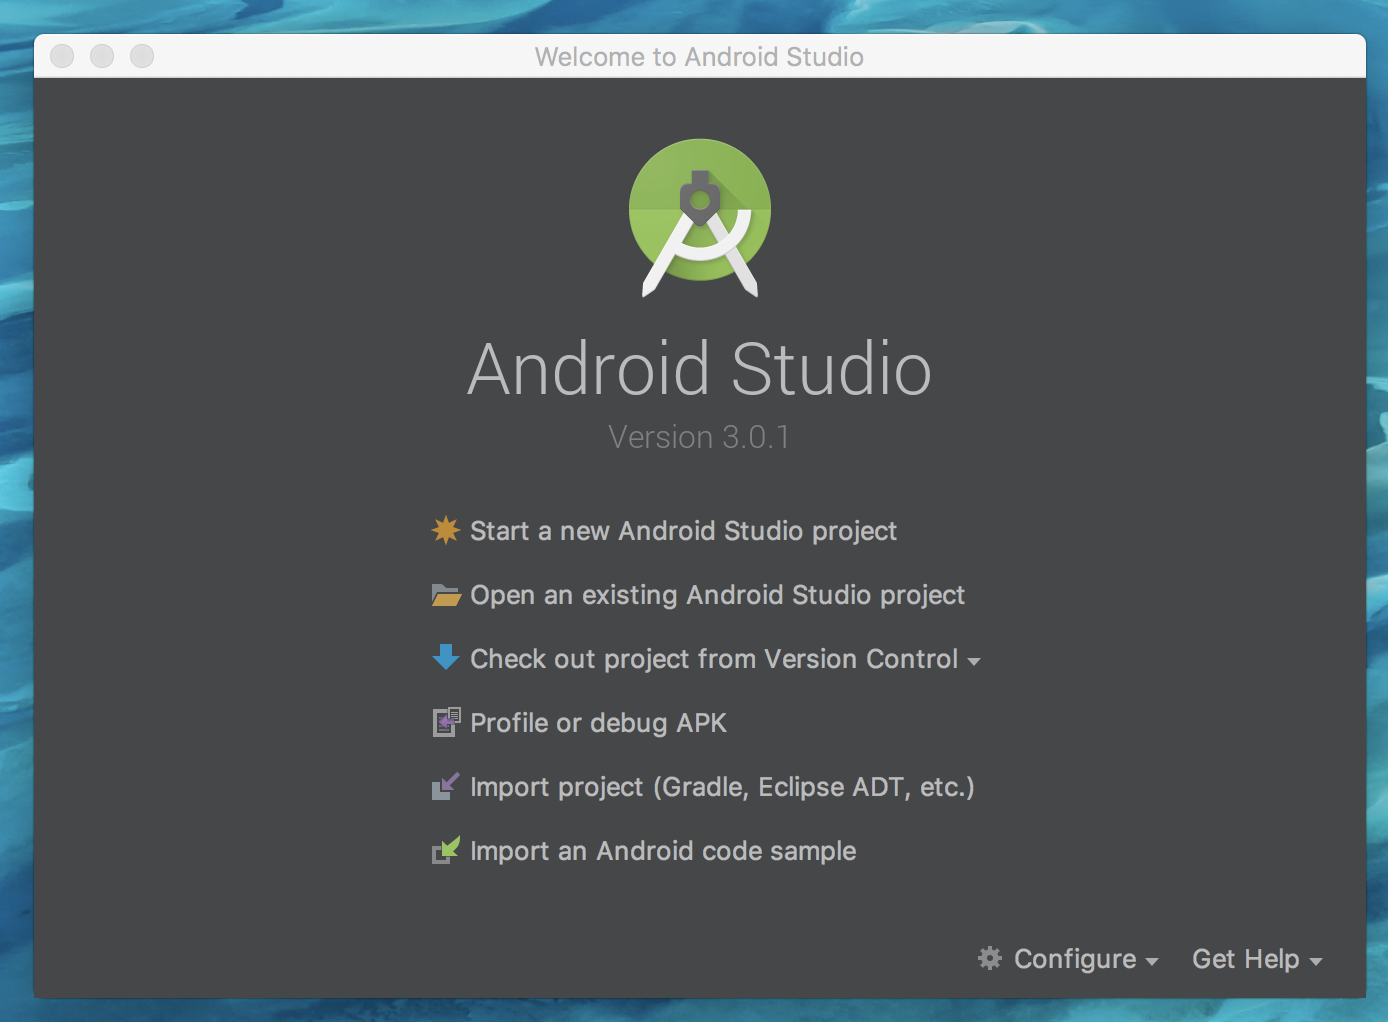 Welcome to Android Studio
Android Studio
Version 3.0.1
Start a new Android Studio project
Open an existing Android Studio project
Check out project from Version Control
Profile or debug APK
Import project (Gradle, Eclipse ADT, etc.)
Import an Android code sample
Configure
Get Help